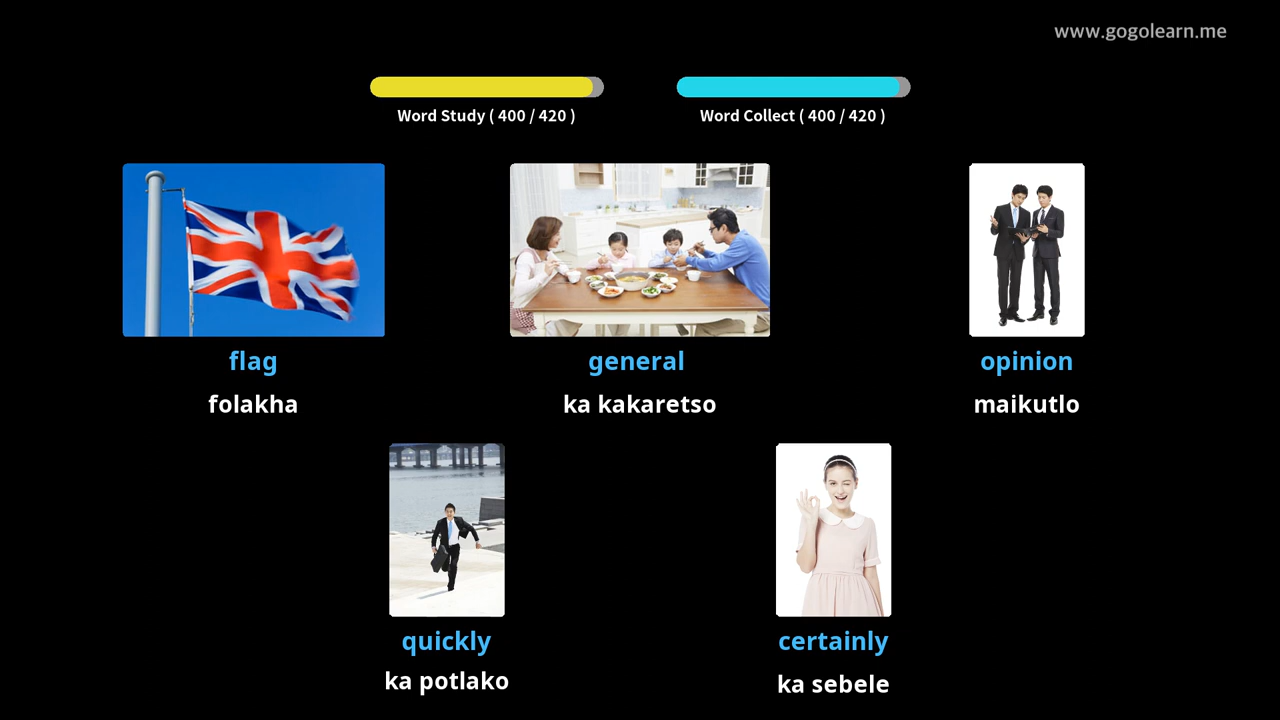 www.gogolearn.me
Word Study ( 400 / 420 )
Word Collect ( 400 / 420 )
flag
folakha
general
ka kakaretso
opinion
maikutlo
quickly
ka potlako
certainly
ka sebele